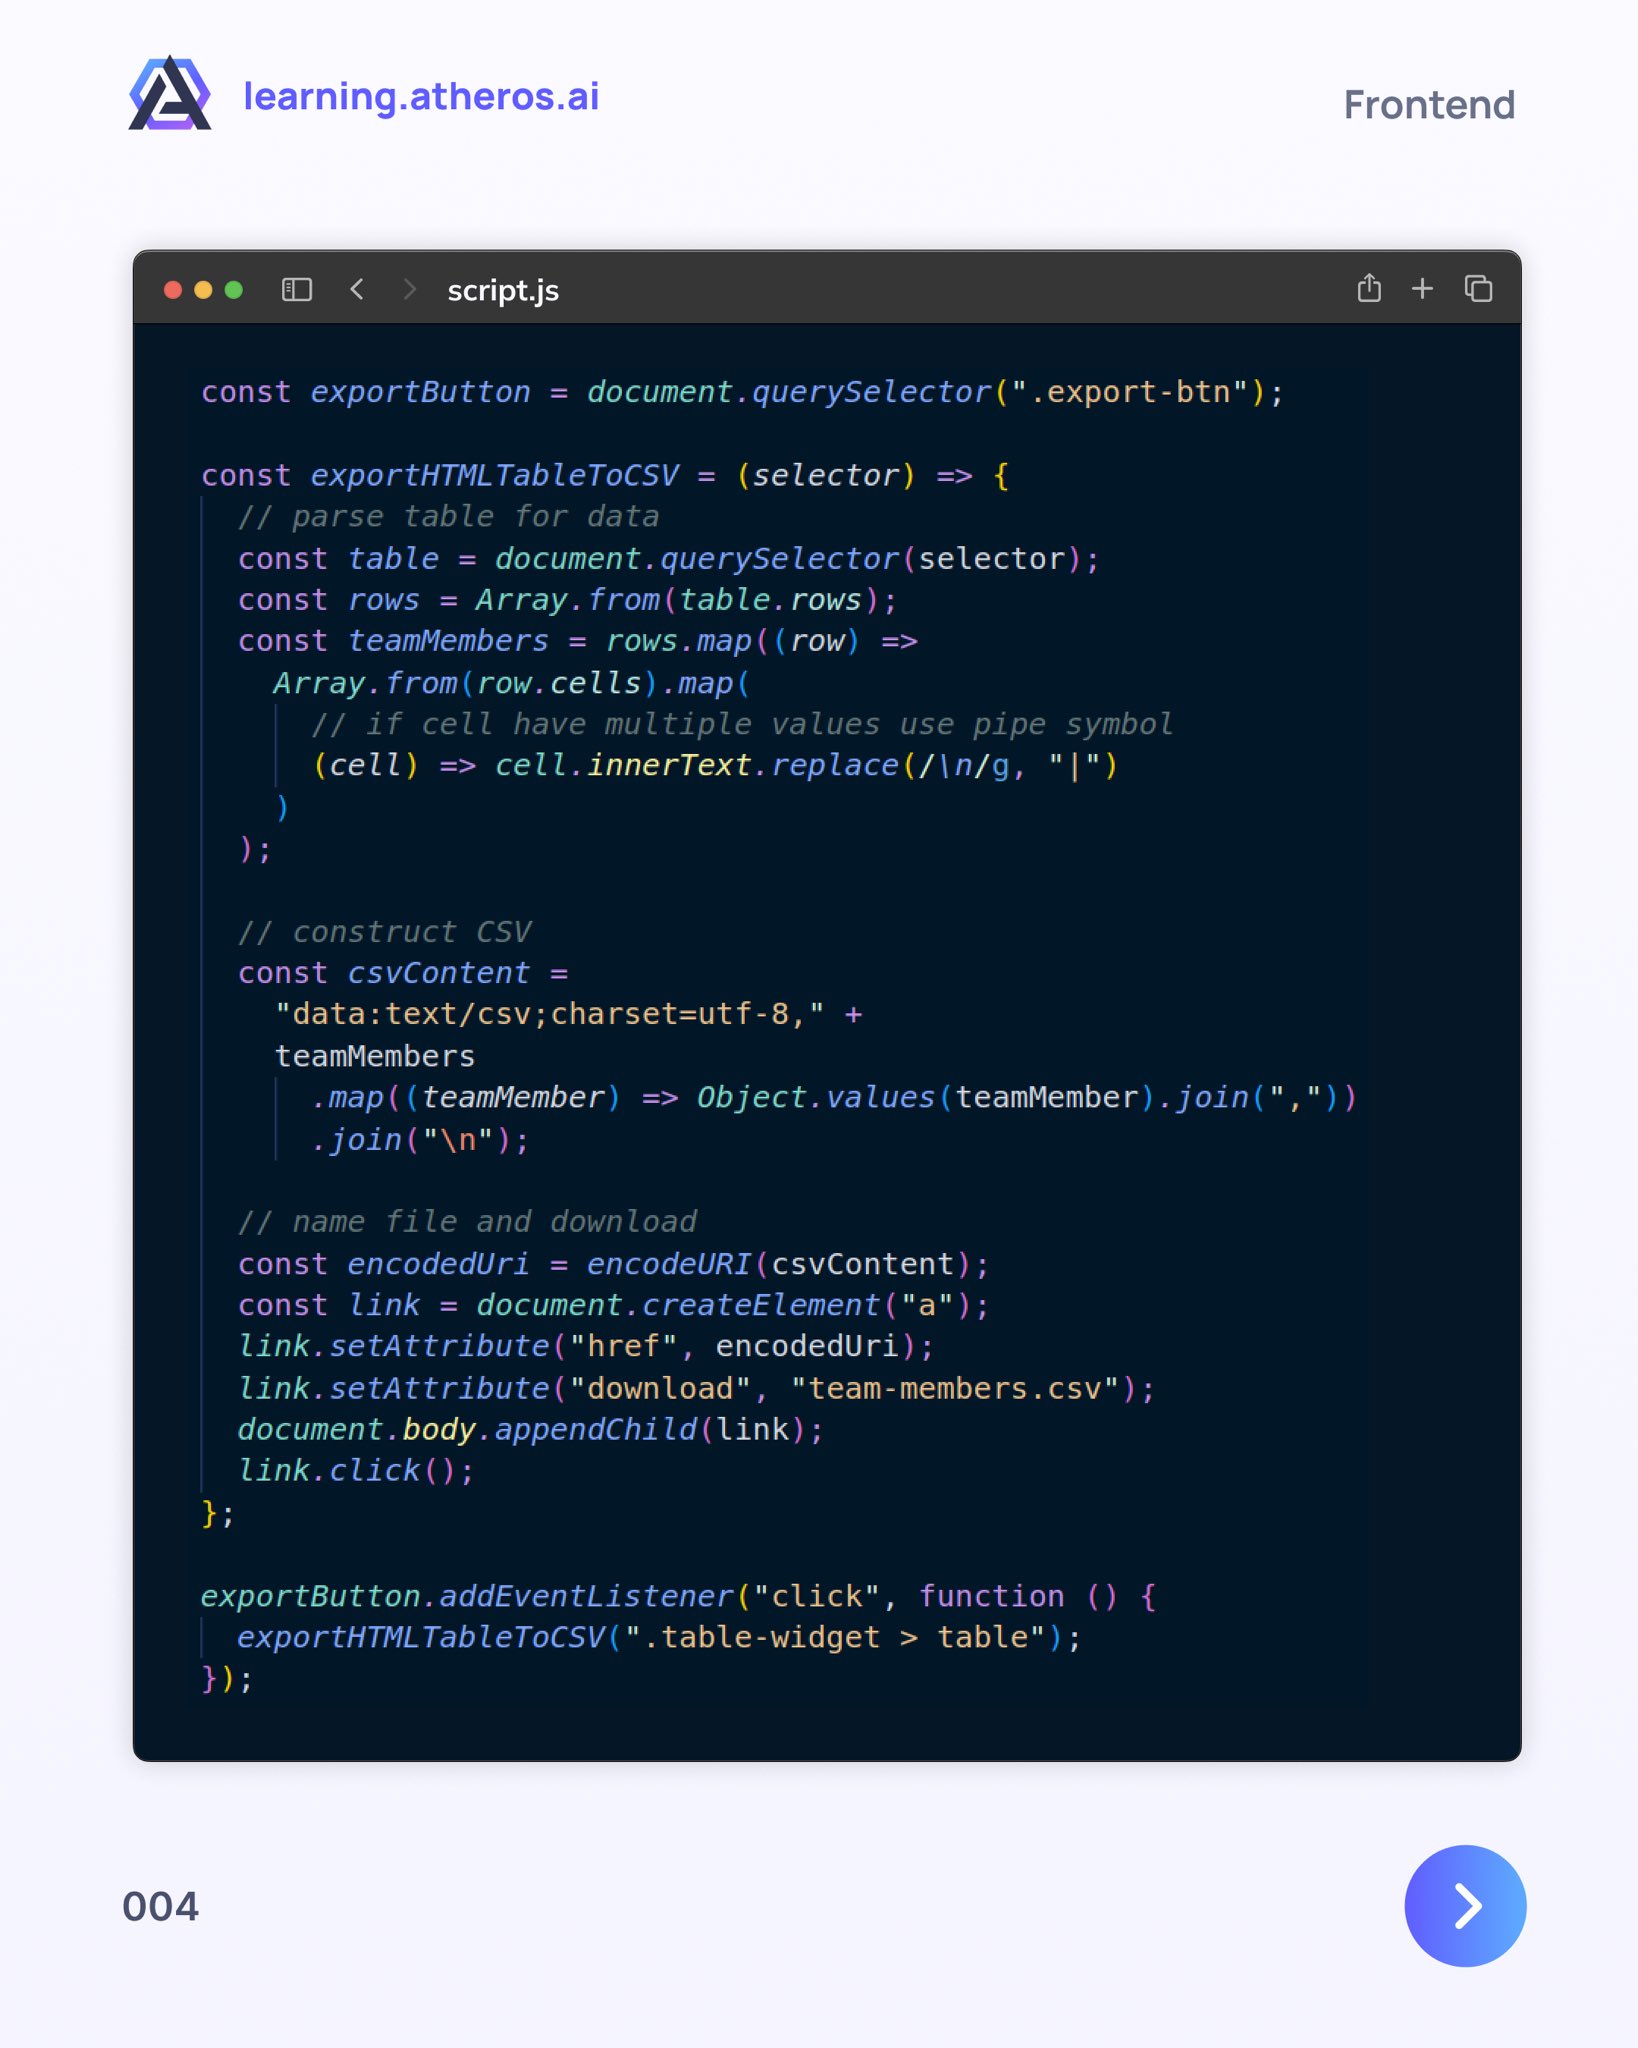 learning.atheros.ai
Frontend
script.js
const exportButton = document.querySelector(".export-btn");
const exportHTMLTableToCSV = (selector) => {
// parse table for data
const table = document.querySelector(selector);
const rows = Array.from(table.rows);
const teamMembers = rows.map((row) =>
Array.from(row.cells).map(
// if cell have multiple values use pipe symbol
(cell) => cell.innerText.replace(/\n/g, "|")
)
);
// construct CSV
const csvContent =
"data:text/csv;charset=utf-8," +
teamMembers
.map((teamMember) => Object.values(teamMember).join(","))
.join("\n");
// name file and download
const encodedUri = encodeURI(csvContent);
const link = document.createElement("a");
link.setAttribute("href", encodedUri);
link.setAttribute("download", "team-members.csv");
document.body.appendChild(link);
link.click();
};
exportButton.addEventListener("click", function () {
exportHTMLTableToCSV(".table-widget > table");
});
004